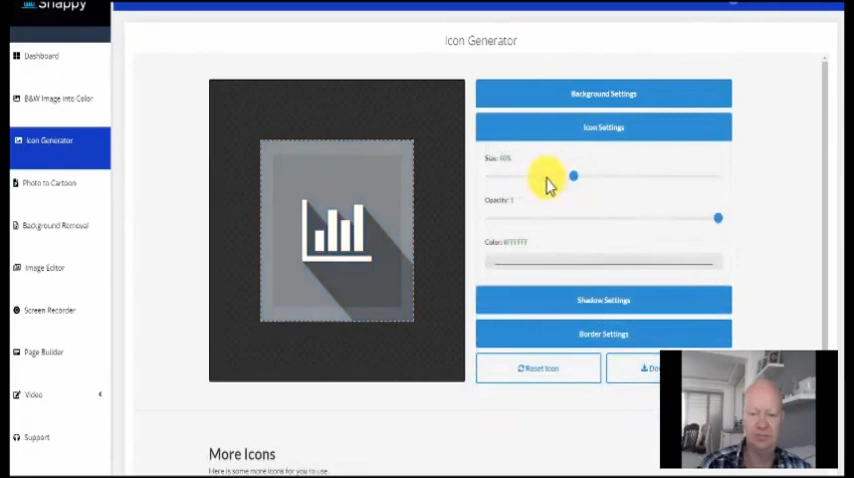 Snappy
Dashboard
B&W Image into Color
Icon Generator
Photo to Cartoon
Background Removal
Image Editor
Screen Recorder
Page Builder
Video
Support
Icon Generator
Background Settings
Icon Settings
Size: 60%
Opacity: 1
Color: #FFFFFF
Shadow Settings
Border Settings
Reset Icon
More Icons
Here is some more icons for you to use.